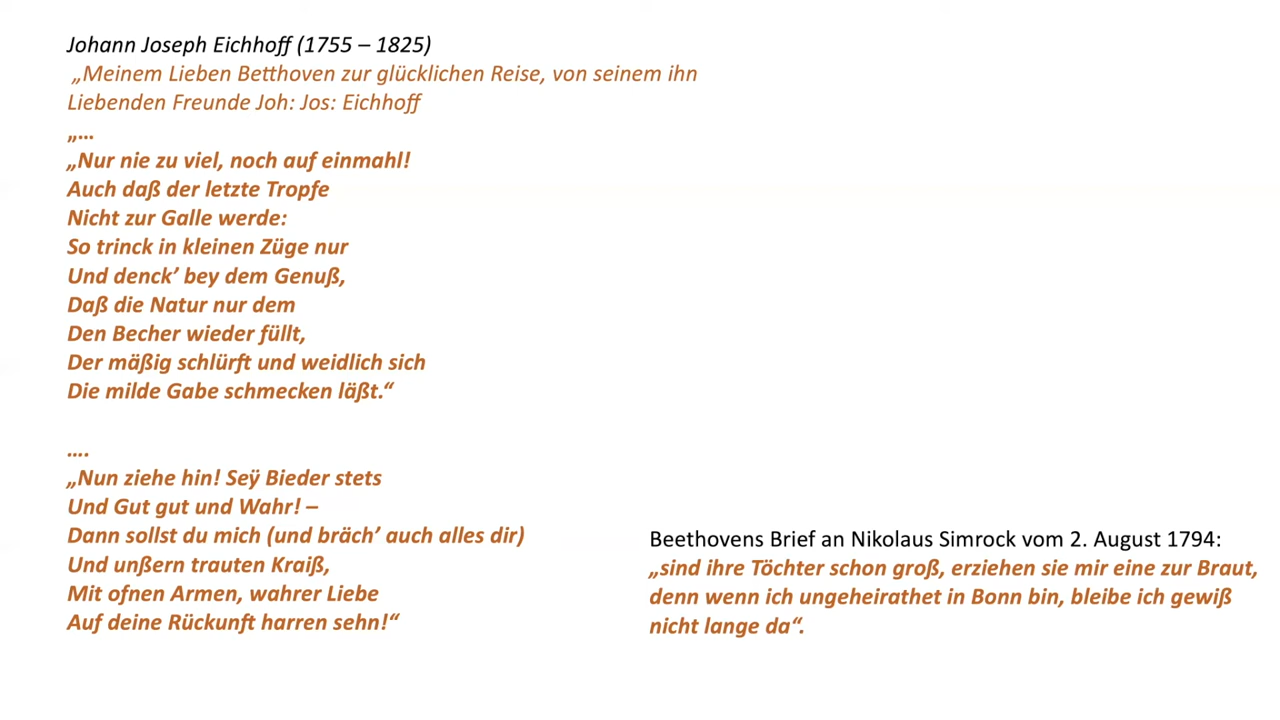 Johann Joseph Eichhoff (1755 – 1825)
„Meinem Lieben Betthoven zur glücklichen Reise, von seinem ihn
Liebenden Freunde Joh: Jos: Eichhoff
„…
„Nur nie zu viel, noch auf einmahl!
Auch daß der letzte Tropfe
Nicht zur Galle werde:
So trinck in kleinen Züge nur
Und denck’ bey dem Genuß,
Daß die Natur nur dem
Den Becher wieder füllt,
Der mäßig schlürft und weidlich sich
Die milde Gabe schmecken läßt.“
….
„Nun ziehe hin! Seÿ Bieder stets
Und Gut gut und Wahr! –
Dann sollst du mich (und bräch’ auch alles dir)
Und unßern trauten Kraiß,
Mit ofnen Armen, wahrer Liebe
Auf deine Rückunft harren sehn!“
Beethovens Brief an Nikolaus Simrock vom 2. August 1794:
„sind ihre Töchter schon groß, erziehen sie mir eine zur Braut,
denn wenn ich ungeheirathet in Bonn bin, bleibe ich gewiß
nicht lange da“.